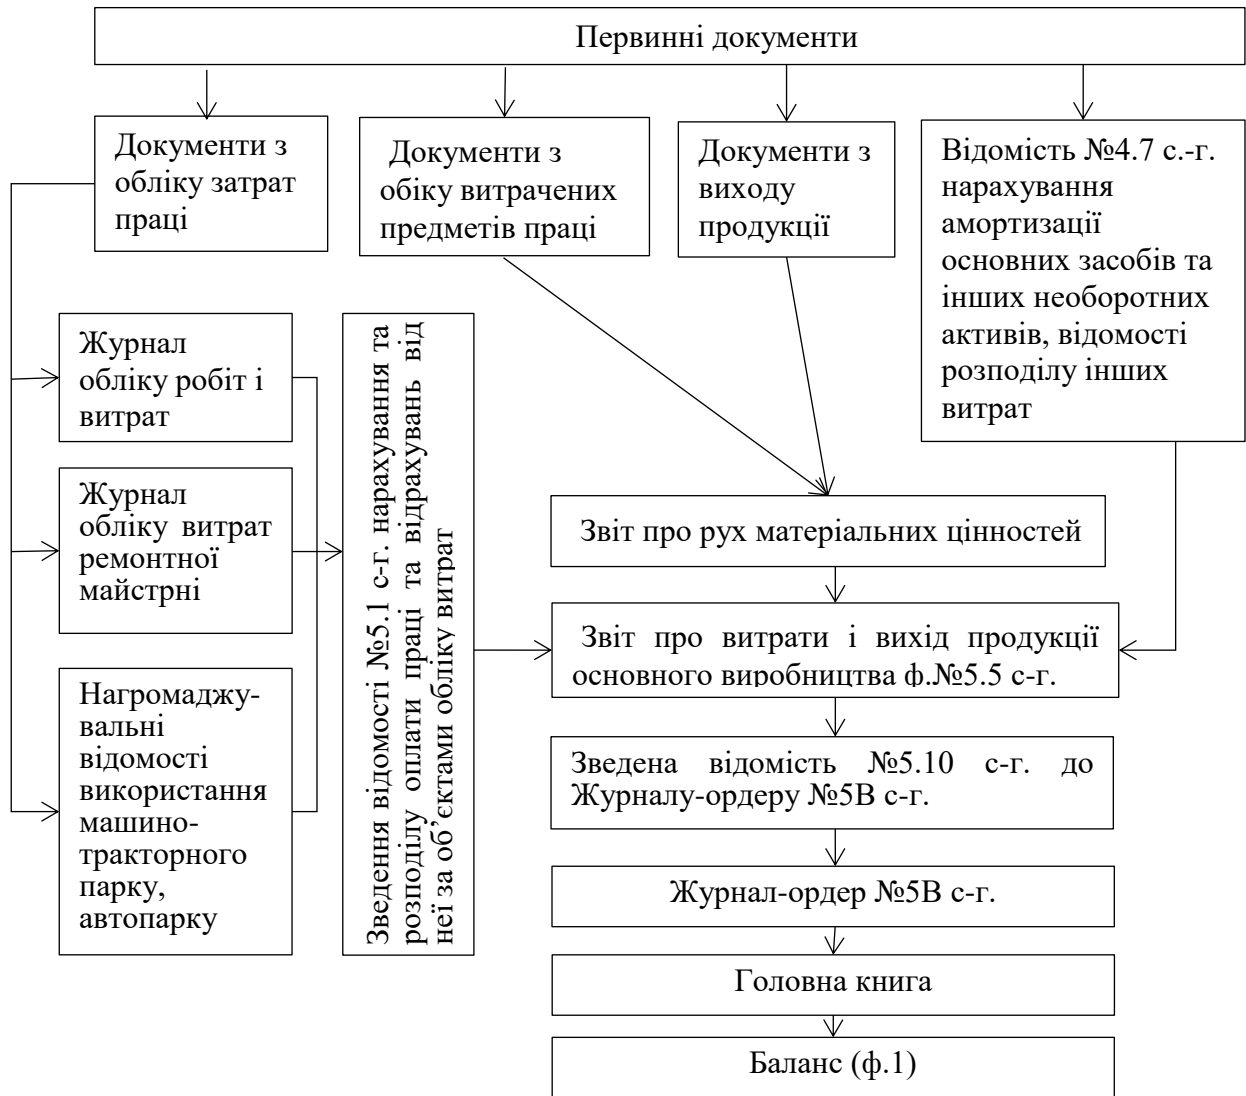 Первинні документи
Документи з
обліку затрат
праці
Документи з
обіку витрачених
предметів праці
Документи з
виходу
продукції
Відомість №4.7 с.-г.
нарахування
амортизації
основних засобів та
інших необоротних
активів, відомості
розподілу інших
витрат
Журнал
обліку робіт і
витрат
Журнал
обліку витрат
ремонтної
майстрні
Нагромаджу-
вальні
відомості
використання
машино-
тракторного
парку,
автопарку
Зведення відомості №5.1 с-г. нарахування та
розподілу оплати праці та відрахувань від
неї за об’єктами обліку витрат
Звіт про рух матеріальних цінностей
Звіт про витрати і вихід продукції
основного виробництва ф.№5.5 с-г.
Зведена відомість №5.10 с-г. до
Журналу-ордеру №5В с-г.
Журнал-ордер №5В с-г.
Головна книга
Баланс (ф.1)